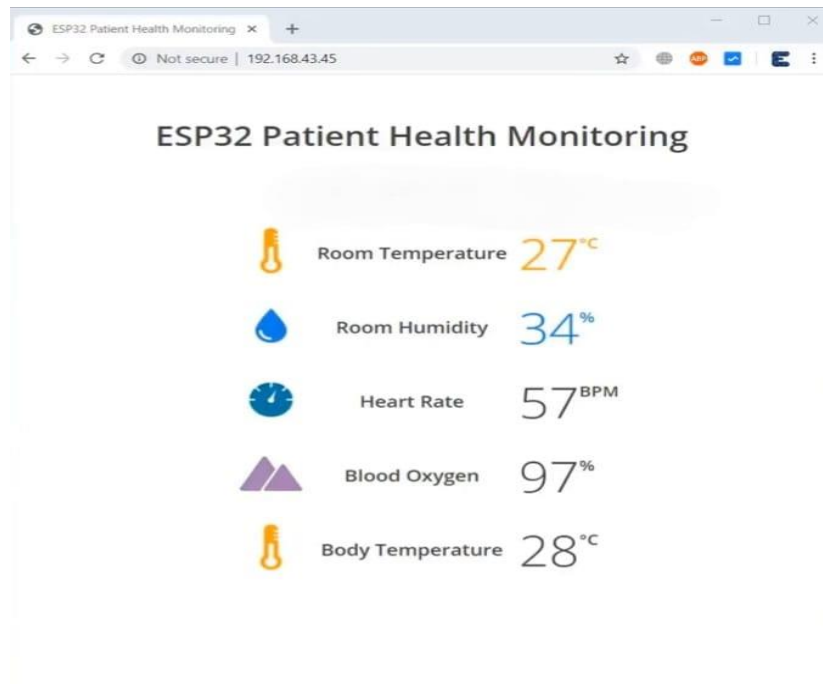 ESP32 Patient Health Monitoring
Not secure | 192.168.43.45
ABP
ESP32 Patient Health Monitoring
Room Temperature 27°C
Room Humidity 34%
Heart Rate 57BPM
Blood Oxygen 97%
Body Temperature 28°C